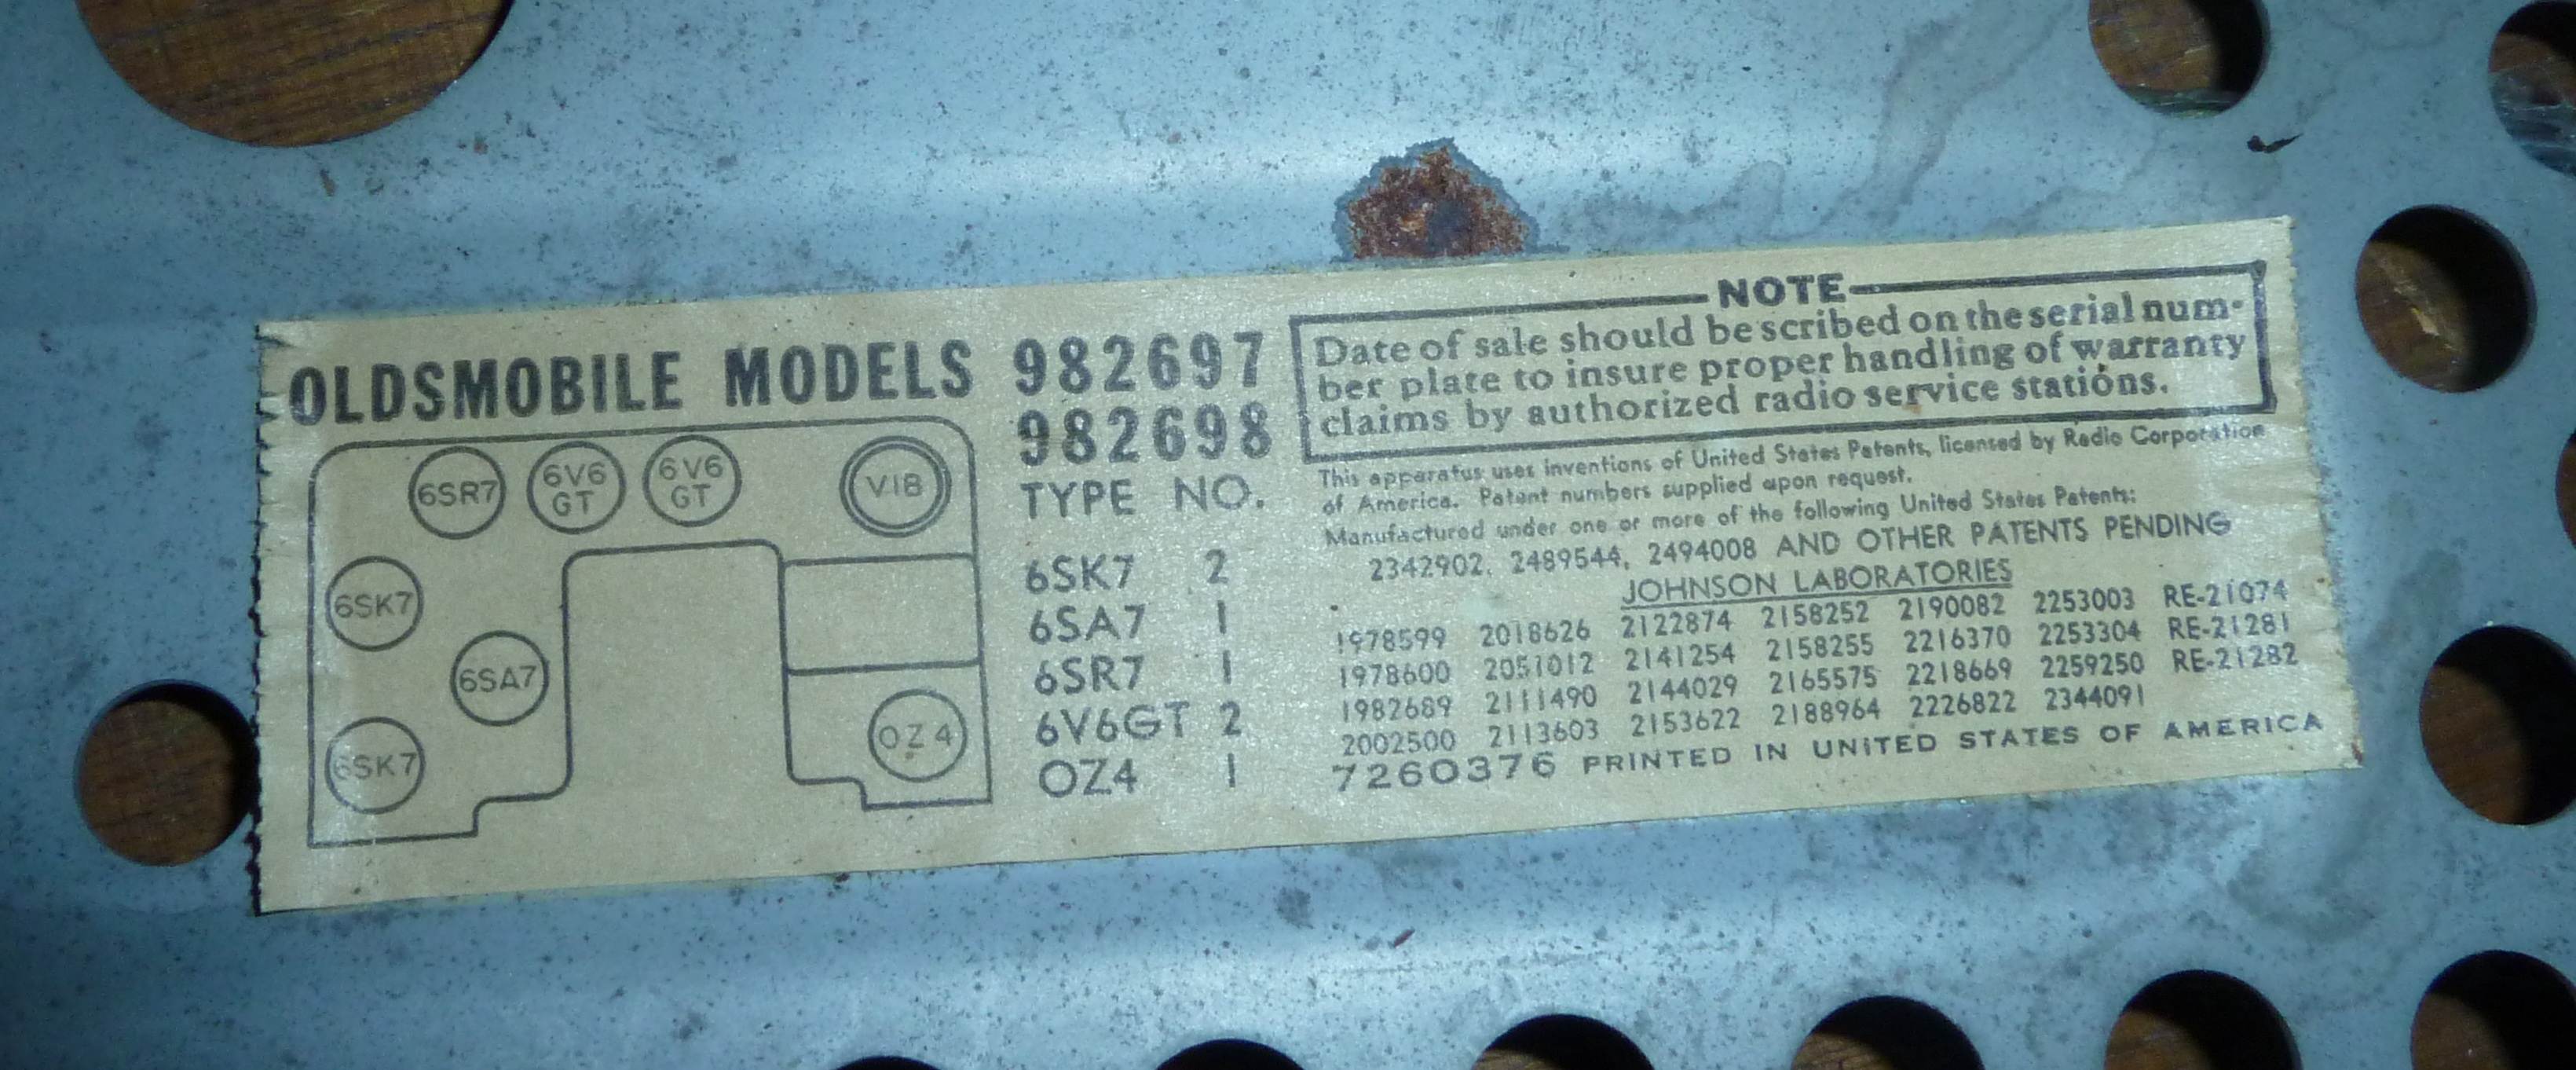 OLDSMOBILE MODELS 982697
982698
6SR7
6V6
GT
6V6
GT
VIB
6SK7
6SA7
6SK7
OZ4
TYPE NO.
6SK7 2
6SA7 1
6SR7 1
6V6GT 2
OZ4 1
NOTE
Date of sale should be scribed on the serial num-
ber plate to insure proper handling of warranty
claims by authorized radio service stations.
This apparatus uses inventions of United States Patents, licensed by Radio Corporation
of America. Patent numbers supplied upon request.
Manufactured under one or more of the following United States Patents:
2342902, 2489544, 2494008 AND OTHER PATENTS PENDING
JOHNSON LABORATORIES
1978599 2018626 2122874 2158252 2190082 2253003 RE-21074
1978600 2051012 2141254 2158255 2216370 2253304 RE-21281
1982689 2111490 2144029 2165575 2218669 2259250 RE-21282
2002500 2113603 2153622 2188964 2226822 2344091
7260376 PRINTED IN UNITED STATES OF AMERICA